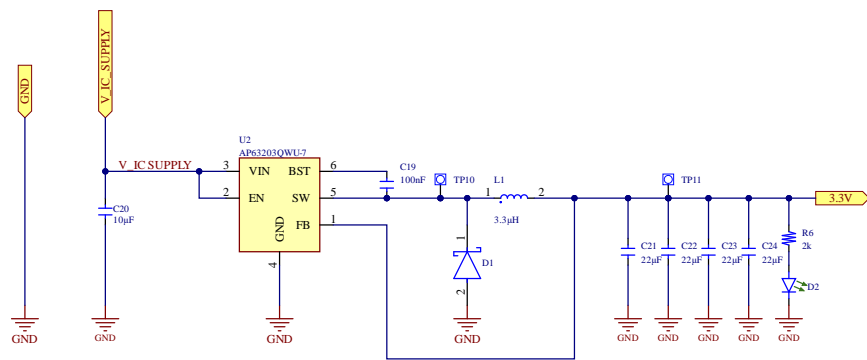 GND
V_IC_SUPPLY
V_IC SUPPLY
C20
10µF
U2
AP63203QWU-7
3
VIN
BST
6
2
EN
SW
5
GND
FB
1
4
C19
100nF
TP10
L1
1
2
3.3µH
1
D1
2
TP11
3.3V
C21
22µF
C22
22µF
C23
22µF
C24
22µF
R6
2k
D2
GND
GND
GND
GND
GND
GND
GND
GND
GND